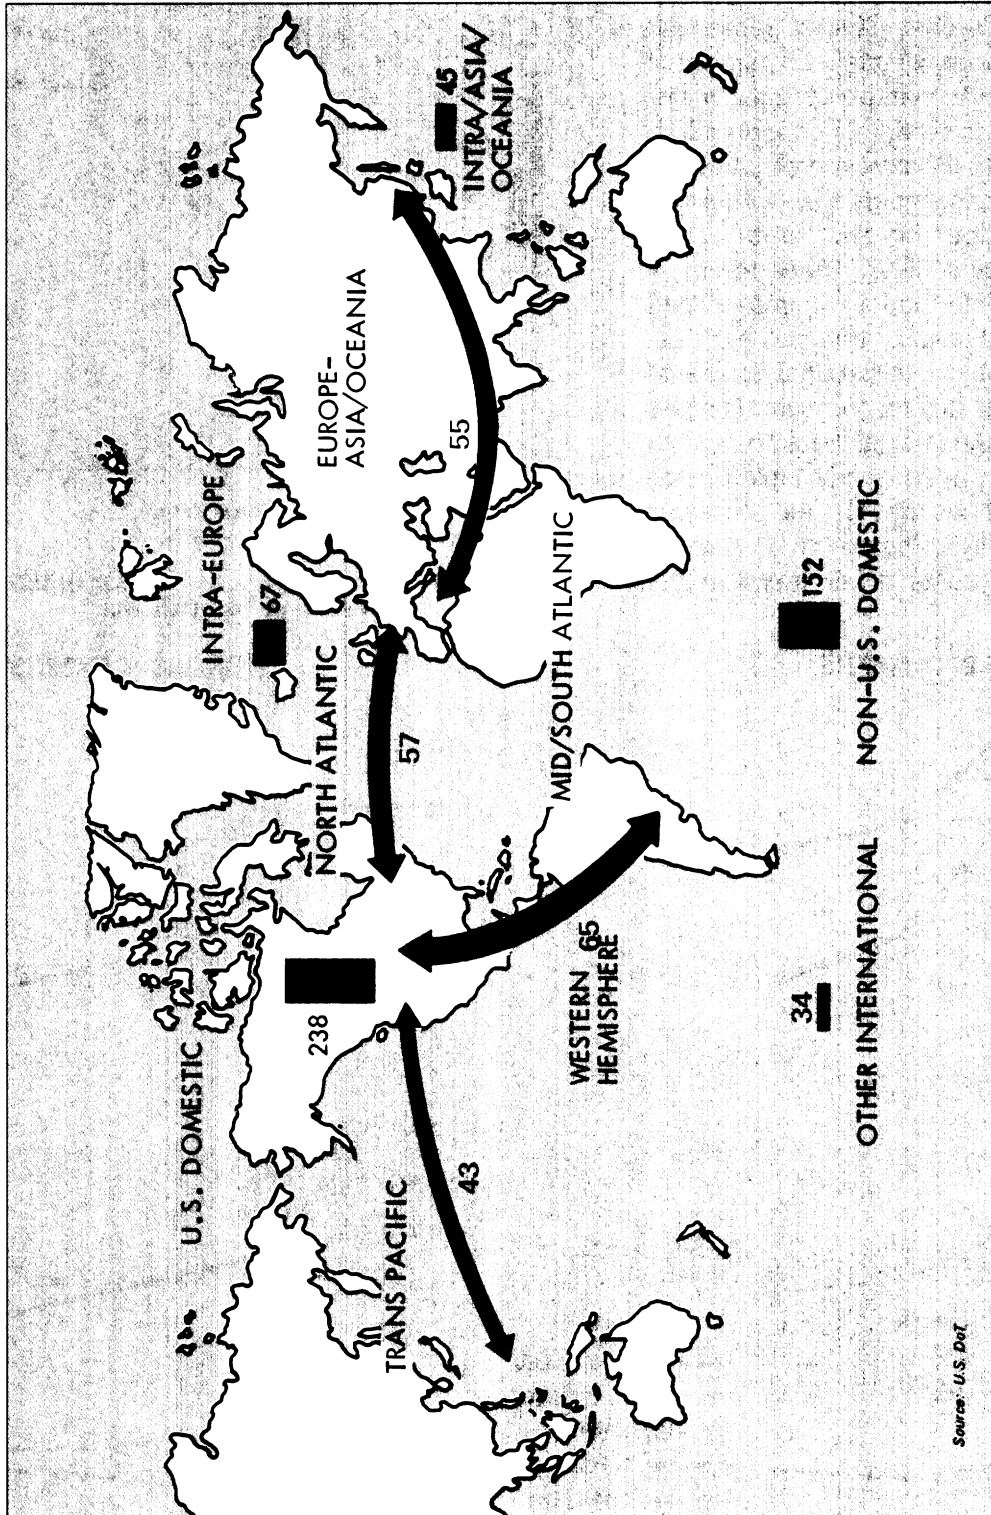 U.S. DOMESTIC
238
INTRA-EUROPE
67
NORTH ATLANTIC
57
EUROPE-
ASIA/OCEANIA
55
45
INTRA/ASIA/
OCEANIA
TRANS PACIFIC
43
WESTERN 65
HEMISPHERE
MID/SOUTH ATLANTIC
34
OTHER INTERNATIONAL
152
NON-U.S. DOMESTIC
Source: U.S. DoT.